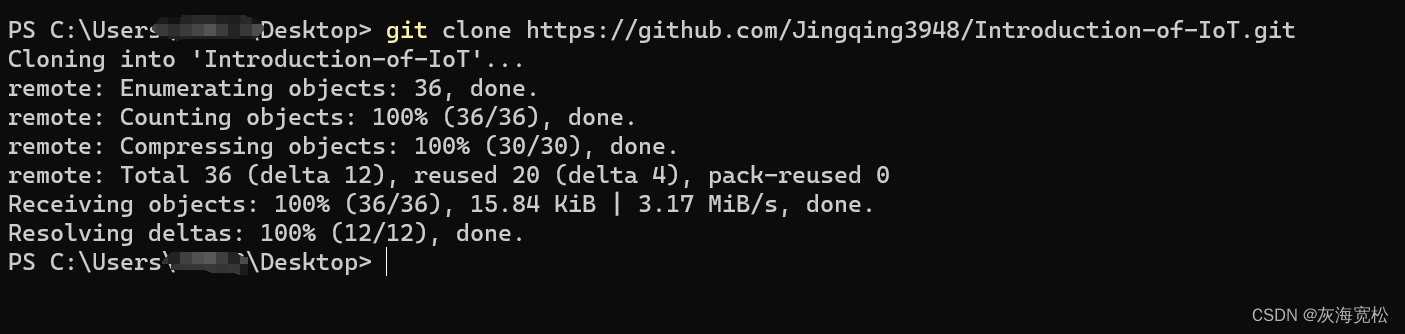 PS C:\Users\ \Desktop> git clone https://github.com/Jingqing3948/Introduction-of-IoT.git
Cloning into 'Introduction-of-IoT'...
remote: Enumerating objects: 36, done.
remote: Counting objects: 100% (36/36), done.
remote: Compressing objects: 100% (30/30), done.
remote: Total 36 (delta 12), reused 20 (delta 4), pack-reused 0
Receiving objects: 100% (36/36), 15.84 KiB | 3.17 MiB/s, done.
Resolving deltas: 100% (12/12), done.
PS C:\Users\ \Desktop>
CSDN @灰海宽松